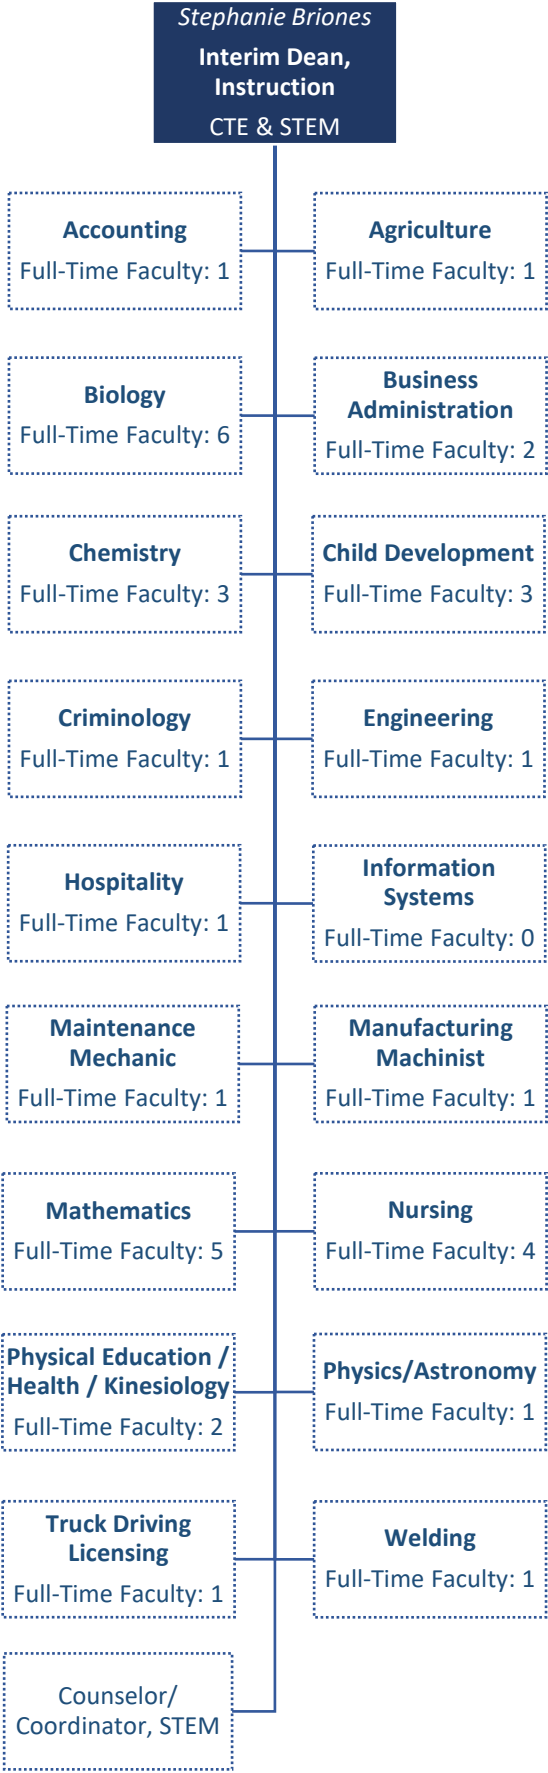 Stephanie Briones
Interim Dean,
Instruction
CTE & STEM
Accounting
Full-Time Faculty: 1
Agriculture
Full-Time Faculty: 1
Biology
Full-Time Faculty: 6
Business
Administration
Full-Time Faculty: 2
Chemistry
Full-Time Faculty: 3
Child Development
Full-Time Faculty: 3
Criminology
Full-Time Faculty: 1
Engineering
Full-Time Faculty: 1
Hospitality
Full-Time Faculty: 1
Information
Systems
Full-Time Faculty: 0
Maintenance
Mechanic
Full-Time Faculty: 1
Manufacturing
Machinist
Full-Time Faculty: 1
Mathematics
Full-Time Faculty: 5
Nursing
Full-Time Faculty: 4
Physical Education /
Health / Kinesiology
Full-Time Faculty: 2
Physics/Astronomy
Full-Time Faculty: 1
Truck Driving
Licensing
Full-Time Faculty: 1
Welding
Full-Time Faculty: 1
Counselor/
Coordinator, STEM